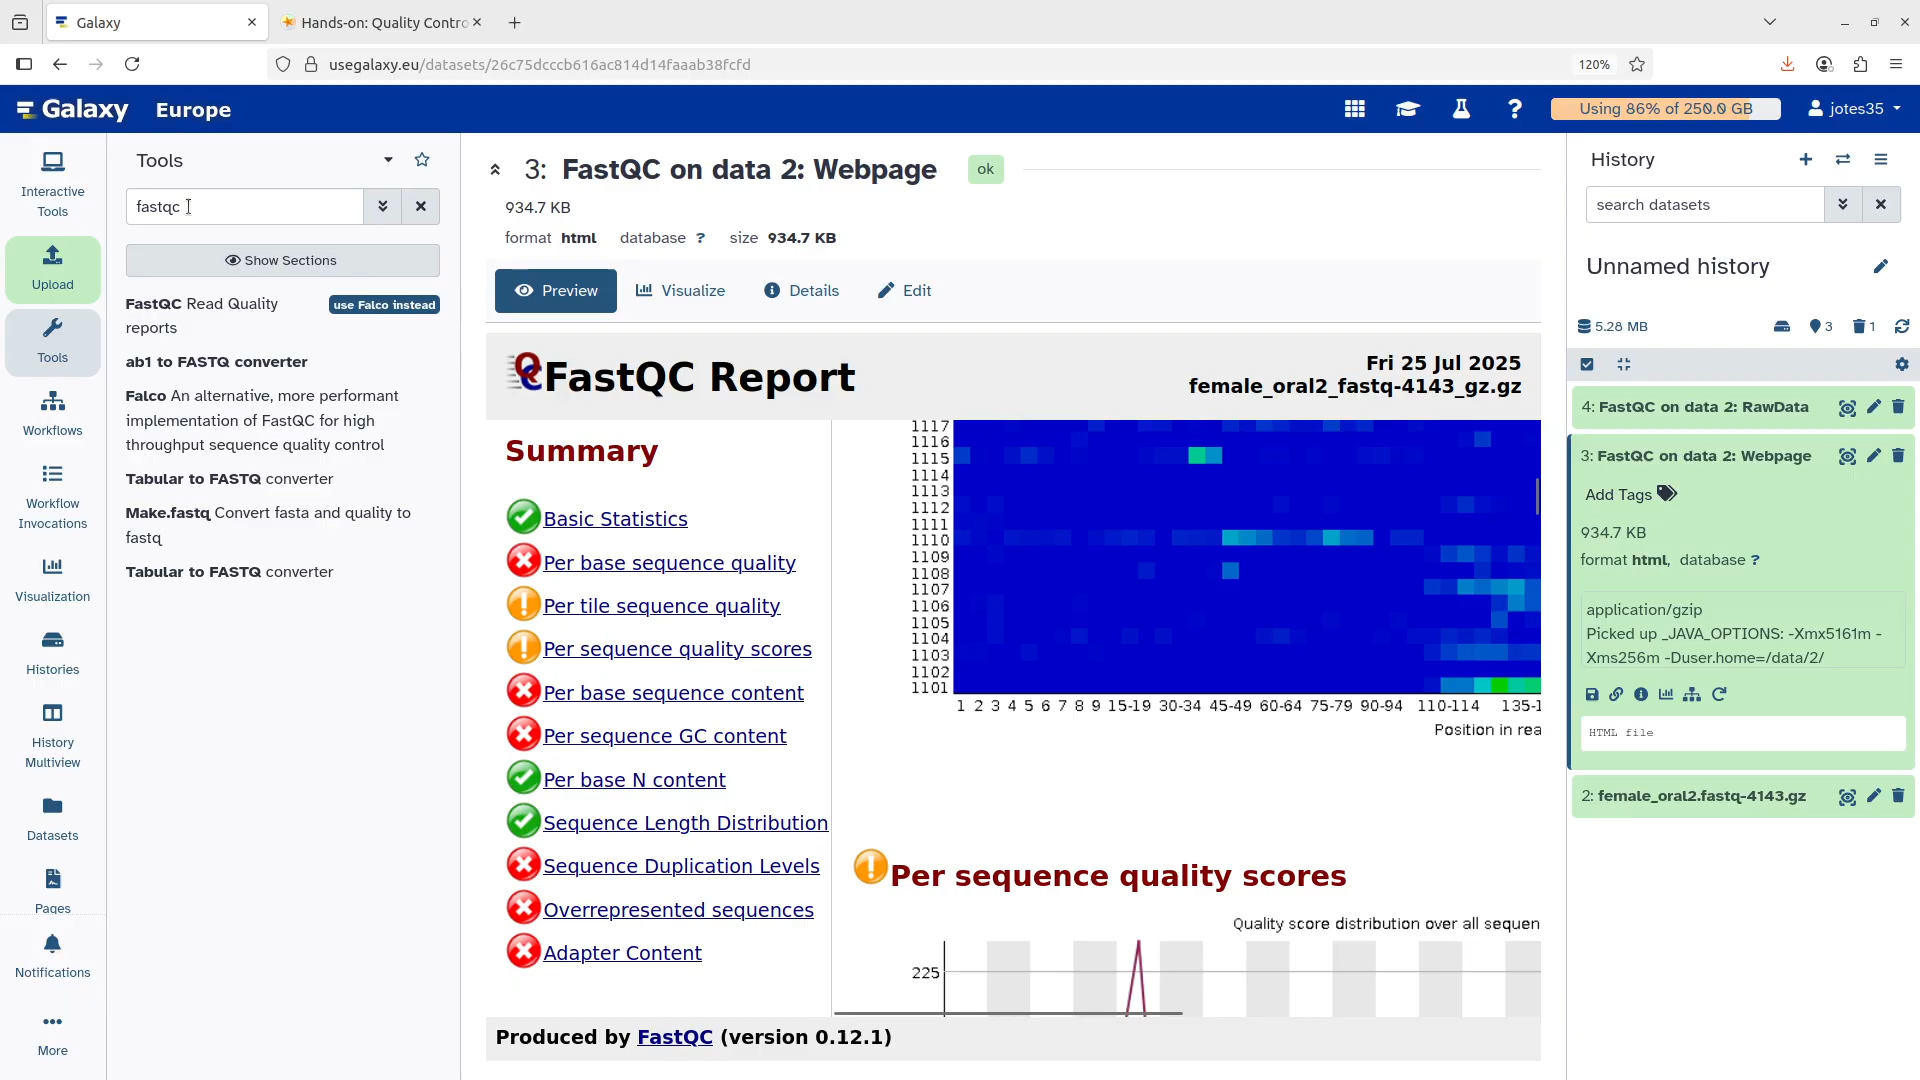 Galaxy
Hands-on: Quality Contro
usegalaxy.eu/datasets/26c75dcccb616ac814d14faaab38fcfd
120%
Galaxy Europe
Using 86% of 250.0 GB
jotes35
Interactive
Tools
Upload
Tools
Workflows
Workflow
Invocations
Visualization
Histories
History
Multiview
Datasets
Pages
Notifications
More
Tools
fastqc
Show Sections
FastQC Read Quality
reports
use Falco instead
ab1 to FASTQ converter
Falco An alternative, more performant
implementation of FastQC for high
throughput sequence quality control
Tabular to FASTQ converter
Make.fastq Convert fasta and quality to
fastq
Tabular to FASTQ converter
3: FastQC on data 2: Webpage
ok
934.7 KB
format html database ? size 934.7 KB
Preview
Visualize
Details
Edit
FastQC Report
Fri 25 Jul 2025
female_oral2_fastq-4143_gz.gz
Summary
Basic Statistics
Per base sequence quality
Per tile sequence quality
Per sequence quality scores
Per base sequence content
Per sequence GC content
Per base N content
Sequence Length Distribution
Sequence Duplication Levels
Overrepresented sequences
Adapter Content
1117
1116
1115
1114
1113
1112
1111
1110
1109
1108
1107
1106
1105
1104
1103
1102
1101
1 2 3 4 5 6 7 8 9 15-19 30-34 45-49 60-64 75-79 90-94 110-114 135-1
Position in rea
Per sequence quality scores
Quality score distribution over all sequen
225
Produced by FastQC (version 0.12.1)
History
search datasets
Unnamed history
5.28 MB
3
1
4: FastQC on data 2: RawData
3: FastQC on data 2: Webpage
Add Tags
934.7 KB
format html, database ?
application/gzip
Picked up _JAVA_OPTIONS: -Xmx5161m -
Xms256m -Duser.home=/data/2/
HTML file
2: female_oral2.fastq-4143.gz